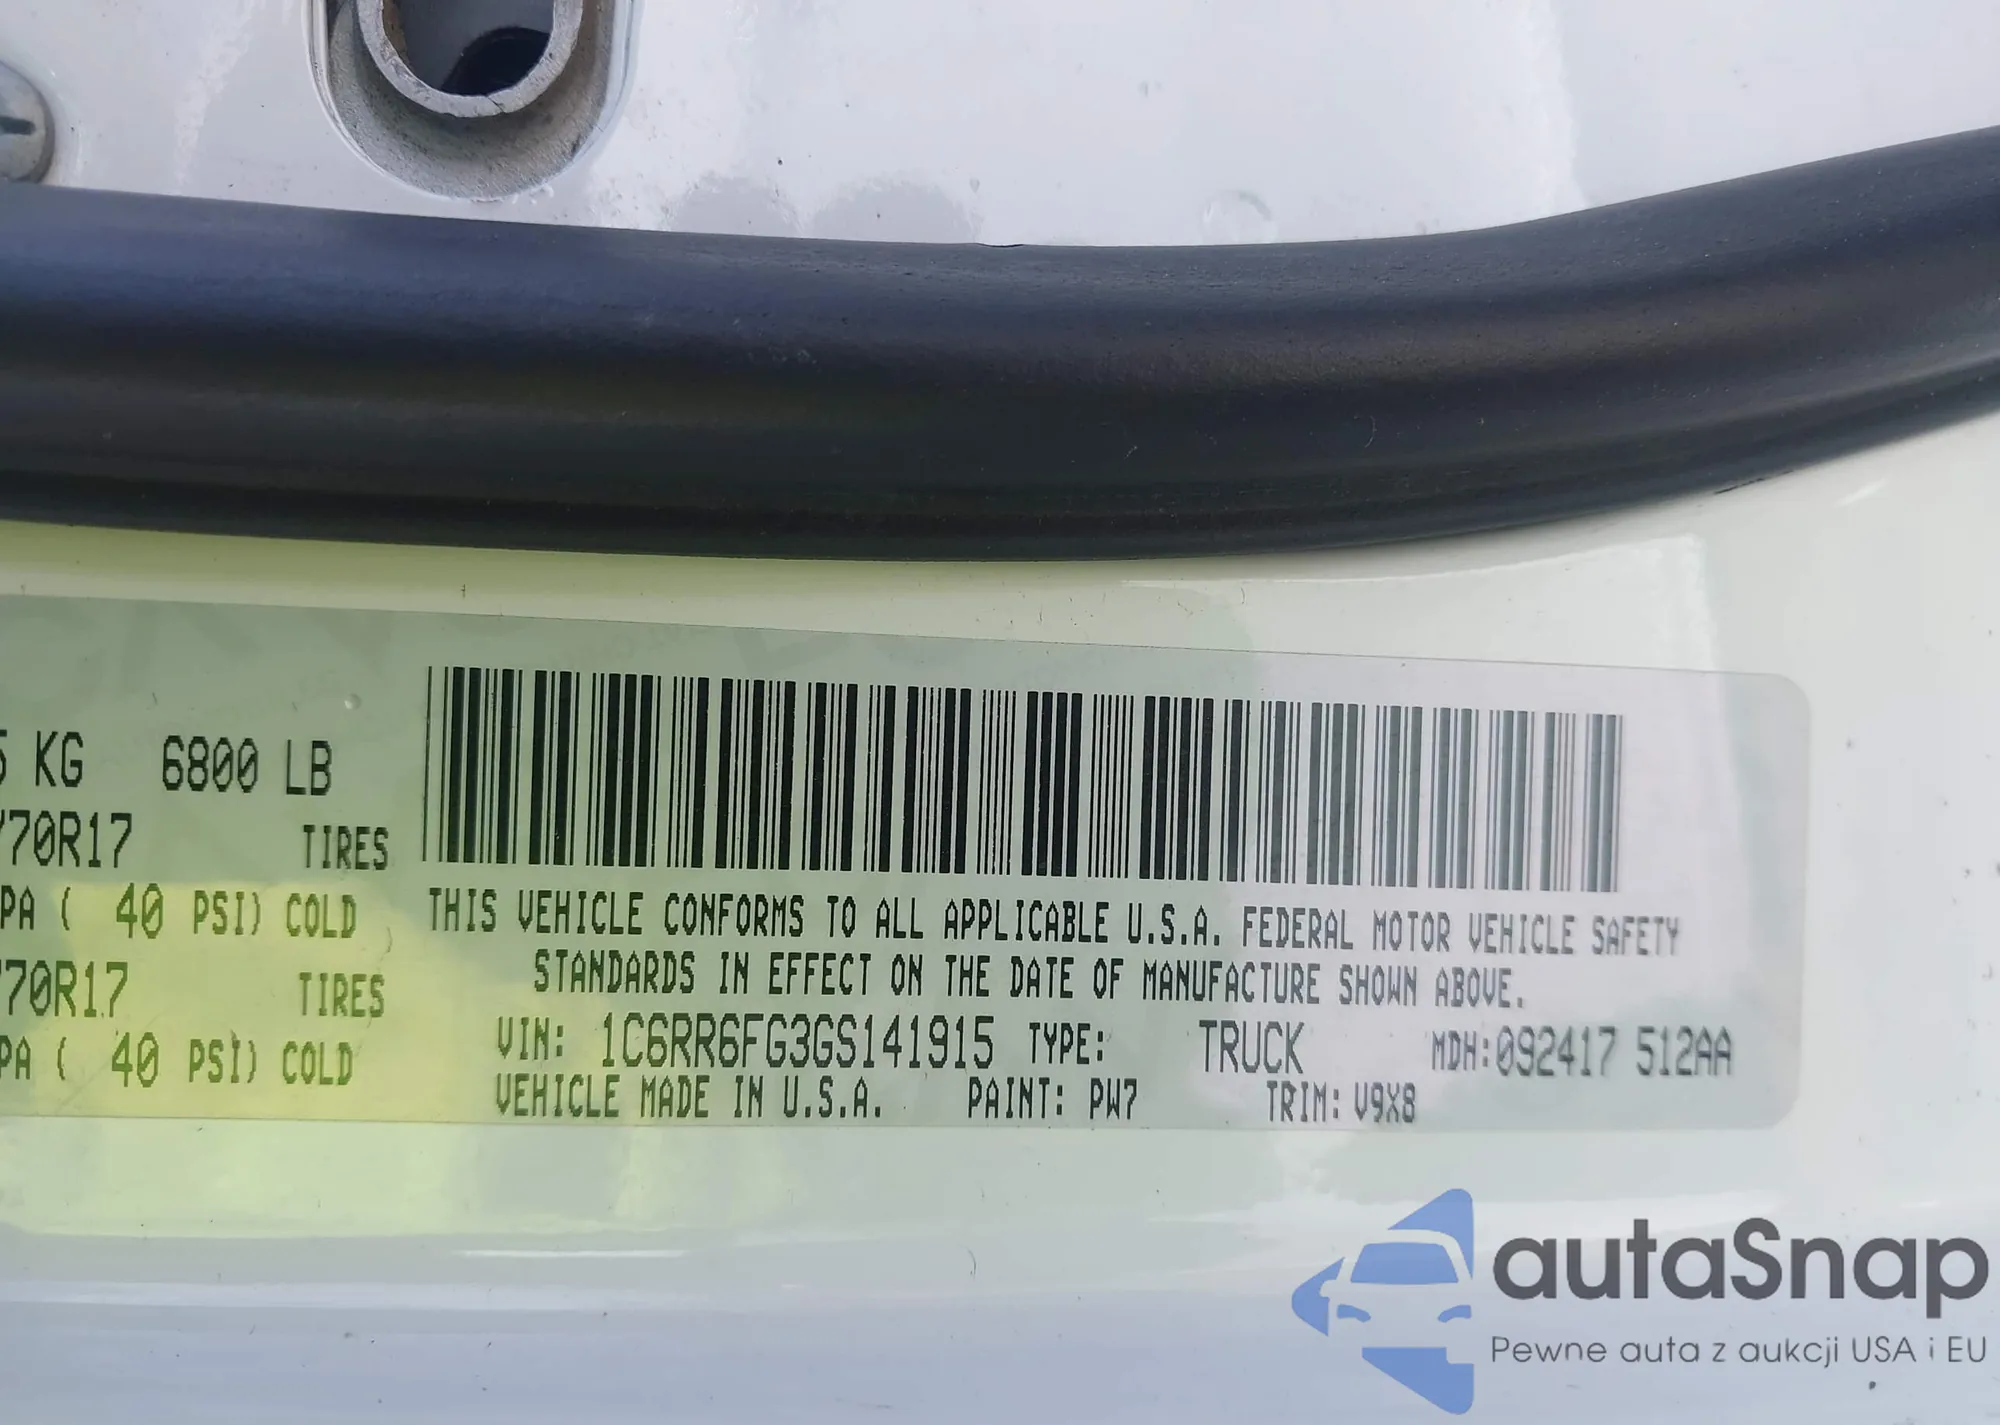 5 KG 6800 LB
/70R17 TIRES
PA ( 40 PSI) COLD
/70R17 TIRES
PA ( 40 PSI) COLD
THIS VEHICLE CONFORMS TO ALL APPLICABLE U.S.A. FEDERAL MOTOR VEHICLE SAFETY
STANDARDS IN EFFECT ON THE DATE OF MANUFACTURE SHOWN ABOVE.
VIN: 1C6RR6FG3GS141915 TYPE: TRUCK MDH:092417 512AA
VEHICLE MADE IN U.S.A. PAINT: PW7 TRIM: V9X8
autaSnap
Pewne auta z aukcji USA i EU